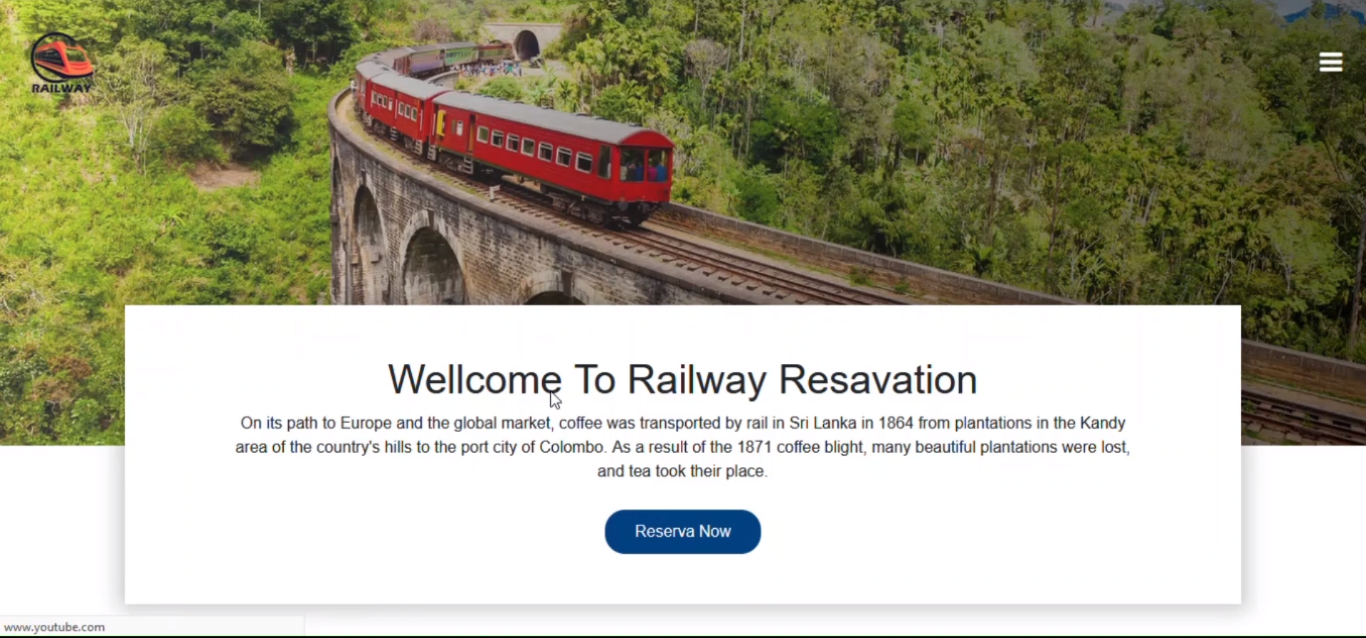 RAILWAY
Wellcome To Railway Resavation
On its path to Europe and the global market, coffee was transported by rail in Sri Lanka in 1864 from plantations in the Kandy
area of the country's hills to the port city of Colombo. As a result of the 1871 coffee blight, many beautiful plantations were lost,
and tea took their place.
Reserva Now
www.youtube.com